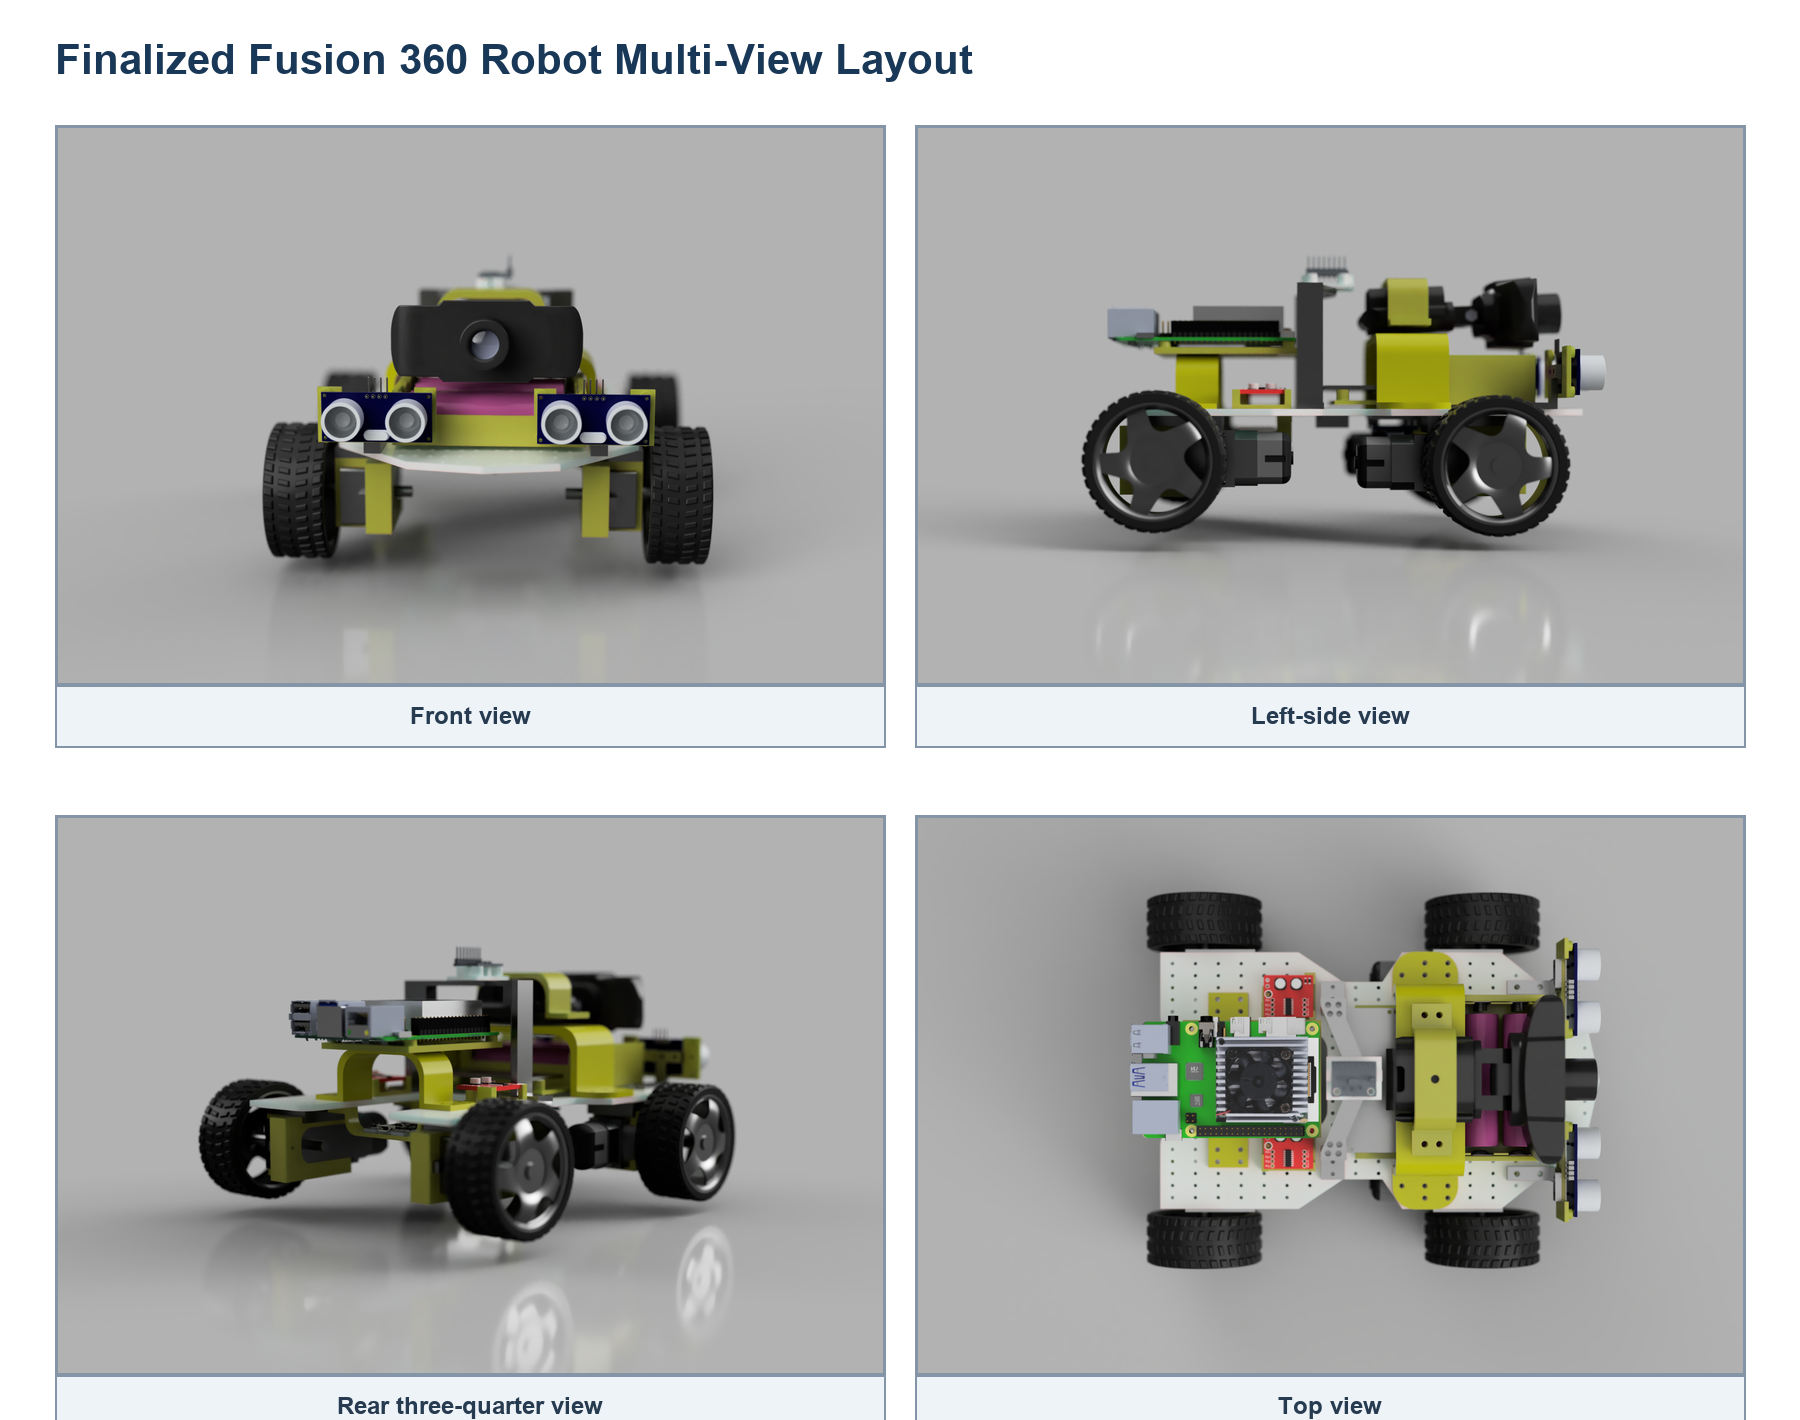 Finalized Fusion 360 Robot Multi-View Layout
Front view
Left-side view
Rear three-quarter view
Top view